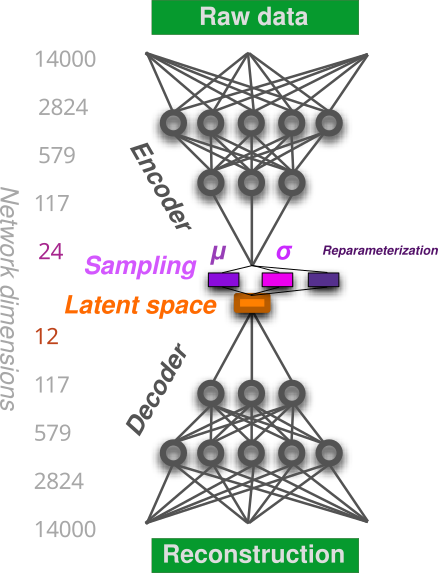 Raw data
14000
2824
579
117
24
12
117
579
2824
14000
Network dimensions
Encoder
μ
σ
Reparameterization
Sampling
Latent space
Decoder
Reconstruction